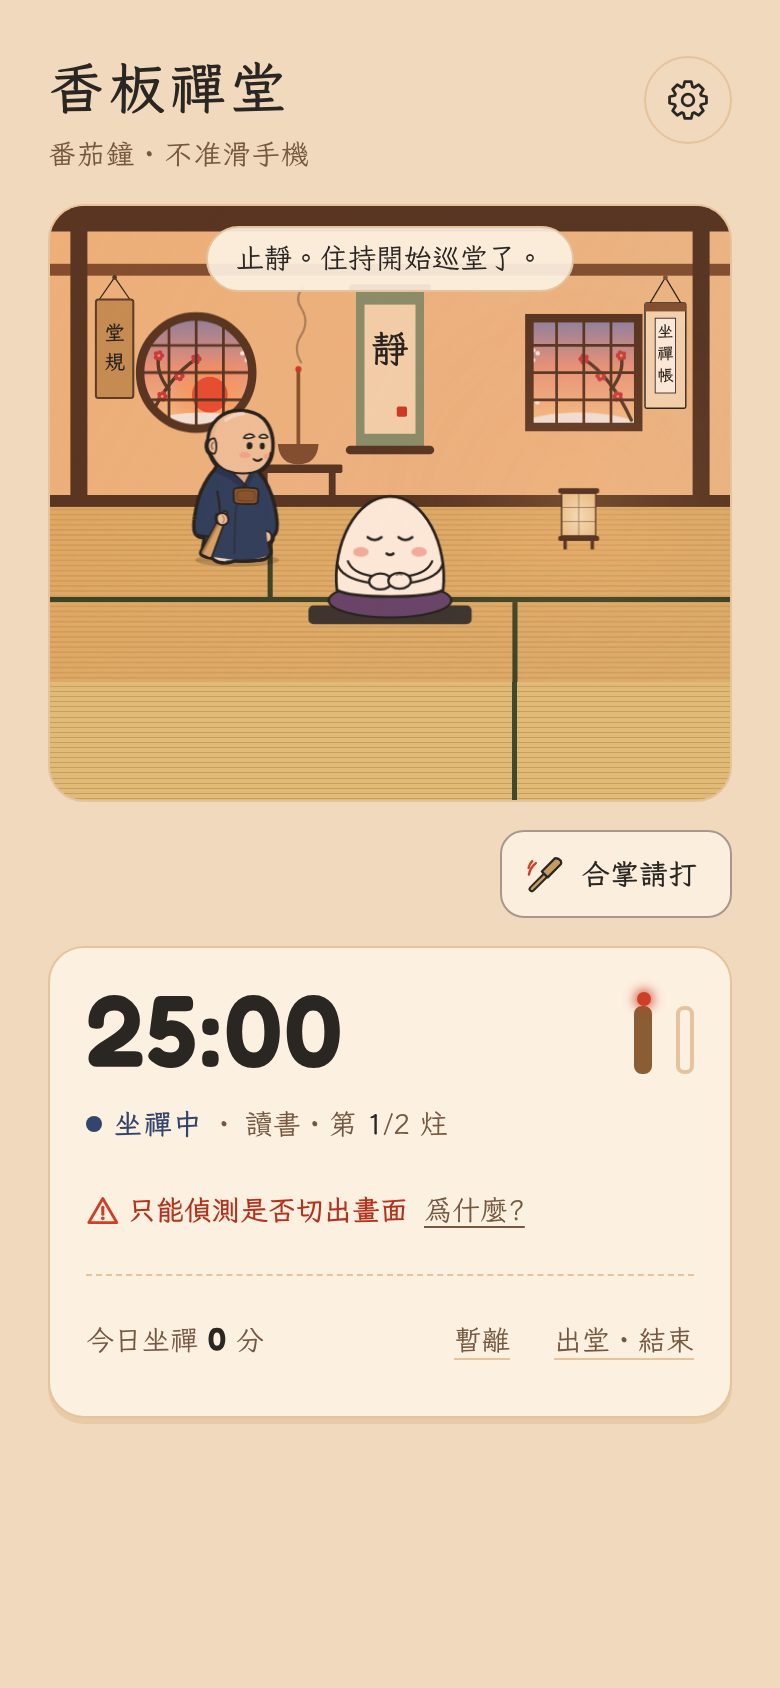 香板禪堂
番茄鐘・不准滑手機
止靜。住持開始巡堂了。
堂規
靜
坐禪帳
合掌請打
25:00
坐禪中・讀書・第 1/2 炷
只能偵測是否切出畫面 為什麼?
今日坐禪 0 分 暫離 出堂・結束